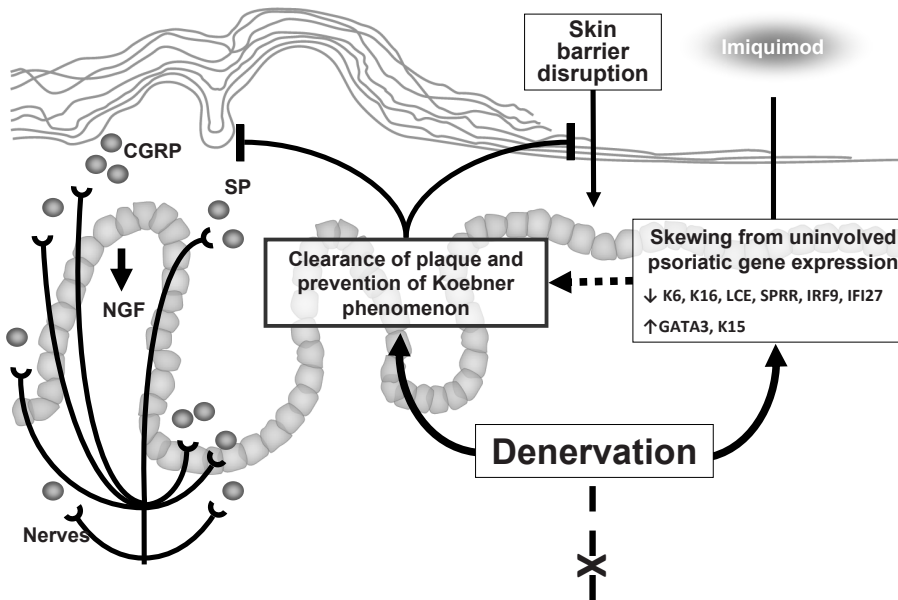 Skin
barrier
disruption
Imiquimod
CGRP
SP
NGF
Nerves
Clearance of plaque and
prevention of Koebner
phenomenon
Skewing from uninvolved
psoriatic gene expression
↓ K6, K16, LCE, SPRR, IRF9, IFI27
↑GATA3, K15
Denervation
X